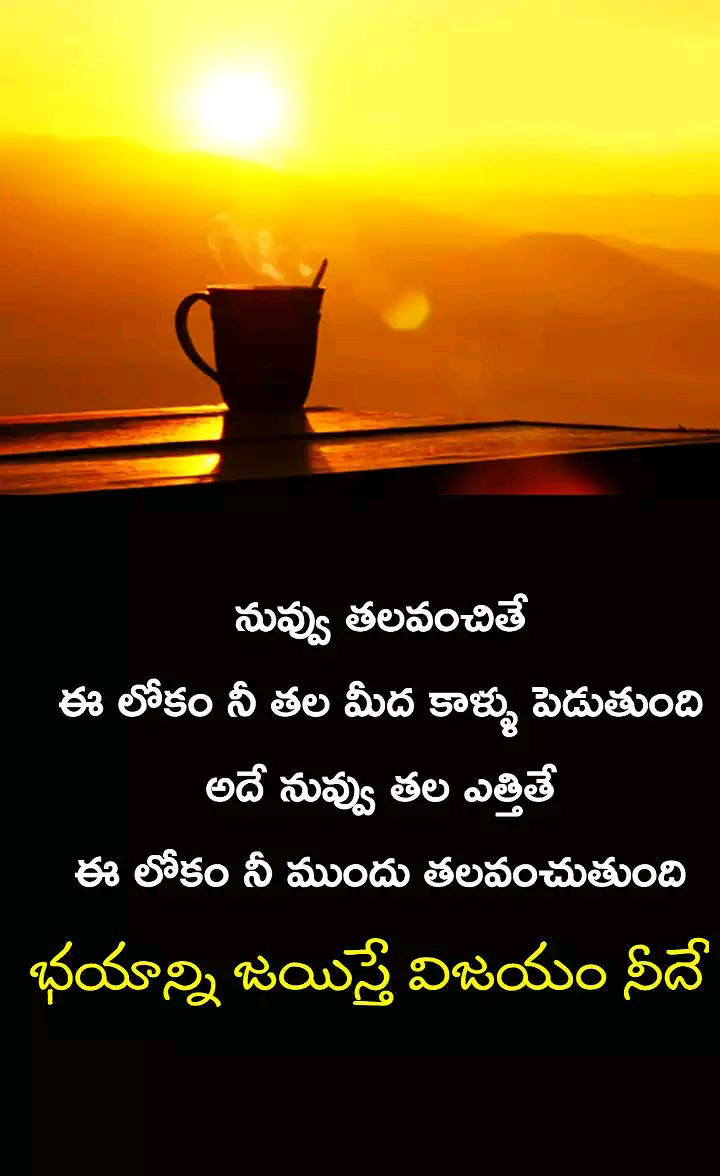 నువ్వు తలవంచితే
ఈ లోకం నీ తల మీద కాళ్ళు పెడుతుంది
అదే నువ్వు తల ఎత్తితే
ఈ లోకం నీ ముందు తలవంచుతుంది
భయాన్ని జయిస్తే విజయం నీదే